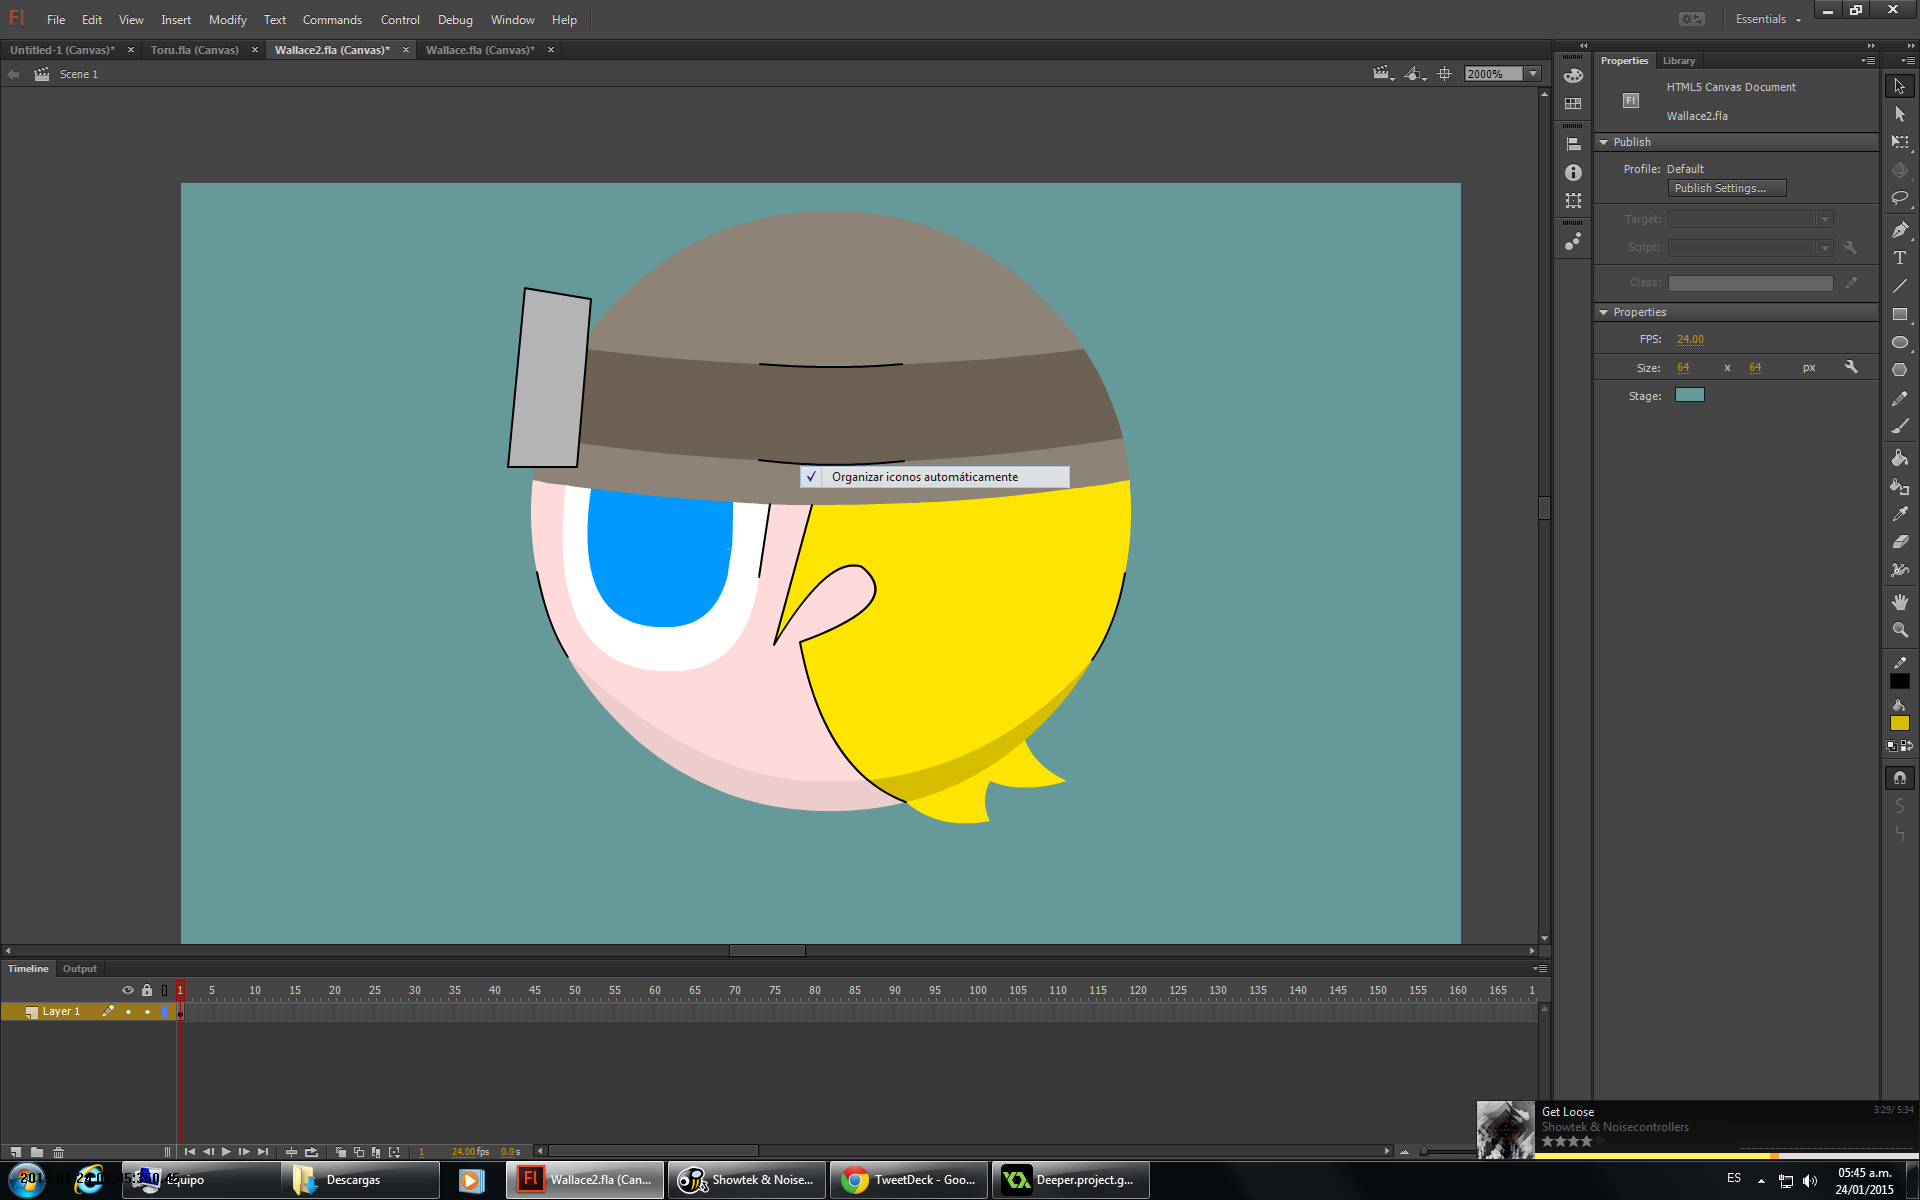 Fl File Edit View Insert Modify Text Commands Control Debug Window Help Essentials
Untitled-1 (Canvas)* × Toru.fla (Canvas) × Wallace2.fla (Canvas)* × Wallace.fla (Canvas)* ×
Scene 1 2000%
Properties Library
HTML5 Canvas Document
Fl
Wallace2.fla
Publish
Profile: Default
Publish Settings...
Target:
Script:
Class:
Properties
FPS: 24.00
Size: 64 x 64 px
Stage:
Organizar iconos automáticamente
Timeline Output
1 5 10 15 20 25 30 35 40 45 50 55 60 65 70 75 80 85 90 95 100 105 110 115 120 125 130 135 140 145 150 155 160 165 1
Layer 1
1 24.00 fps 0.0 s
Get Loose 3:29/ 5:34
Showtek & Noisecontrollers
Equipo Descargas Fl Wallace2.fla (Can... Showtek & Noise... TweetDeck - Goo... Deeper.project.g...
ES 05:45 a.m.
24/01/2015